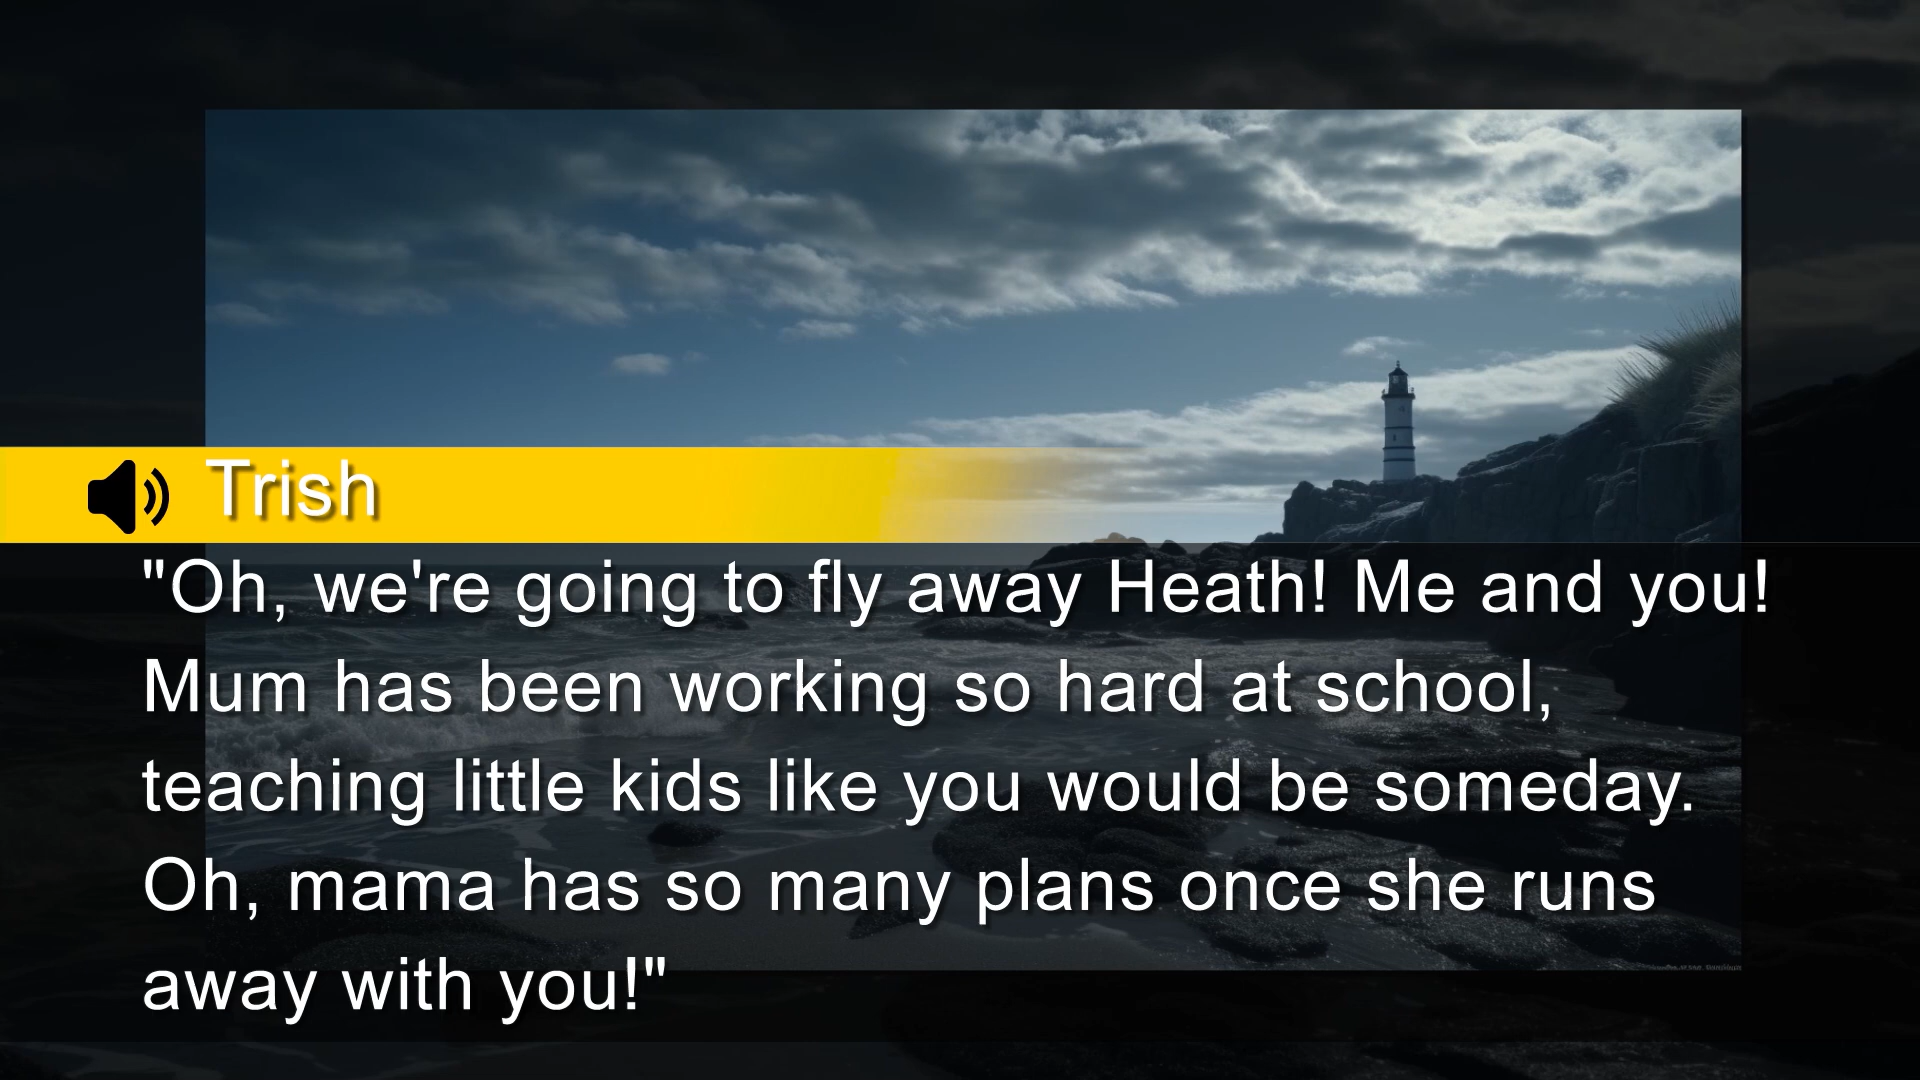 Trish
"Oh, we're going to fly away Heath! Me and you!
Mum has been working so hard at school,
teaching little kids like you would be someday.
Oh, mama has so many plans once she runs
away with you!"